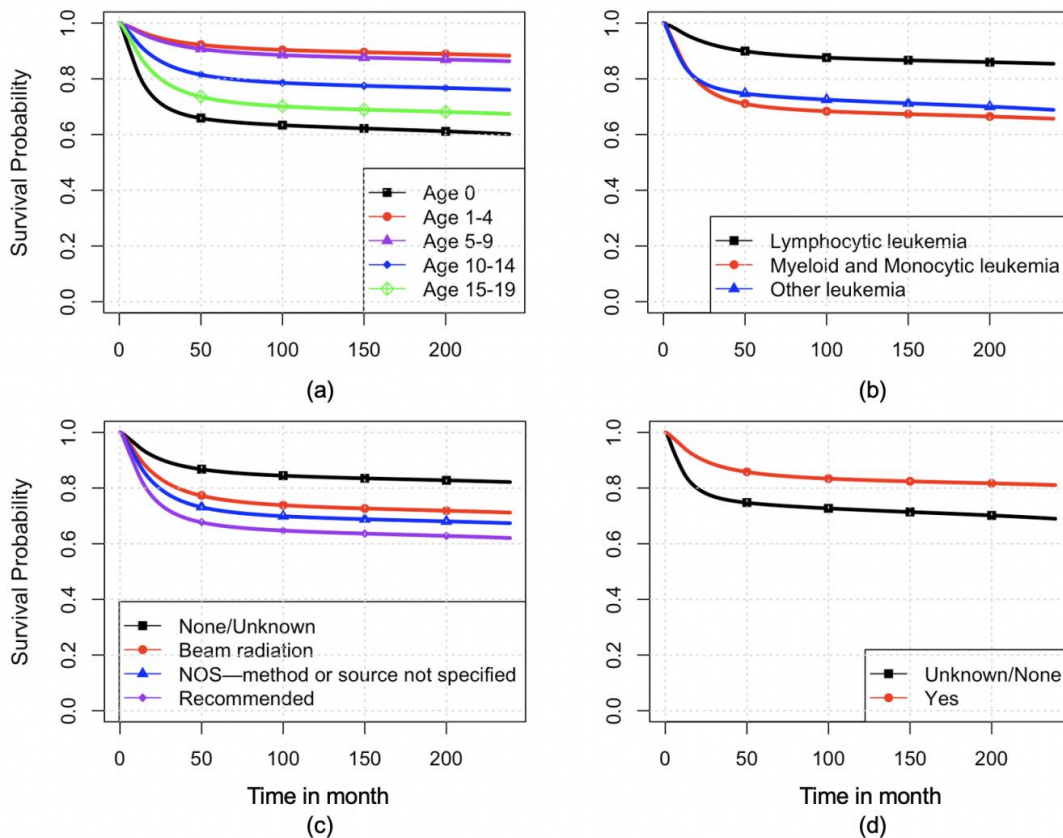 Survival Probability
1.0
0.8
0.6
0.4
0.2
0.0
Age 0
Age 1-4
Age 5-9
Age 10-14
Age 15-19
0 50 100 150 200
(a)
1.0
0.8
0.6
0.4
0.2
0.0
Lymphocytic leukemia
Myeloid and Monocytic leukemia
Other leukemia
0 50 100 150 200
(b)
Survival Probability
1.0
0.8
0.6
0.4
0.2
0.0
None/Unknown
Beam radiation
NOS—method or source not specified
Recommended
0 50 100 150 200
Time in month
(c)
1.0
0.8
0.6
0.4
0.2
0.0
Unknown/None
Yes
0 50 100 150 200
Time in month
(d)